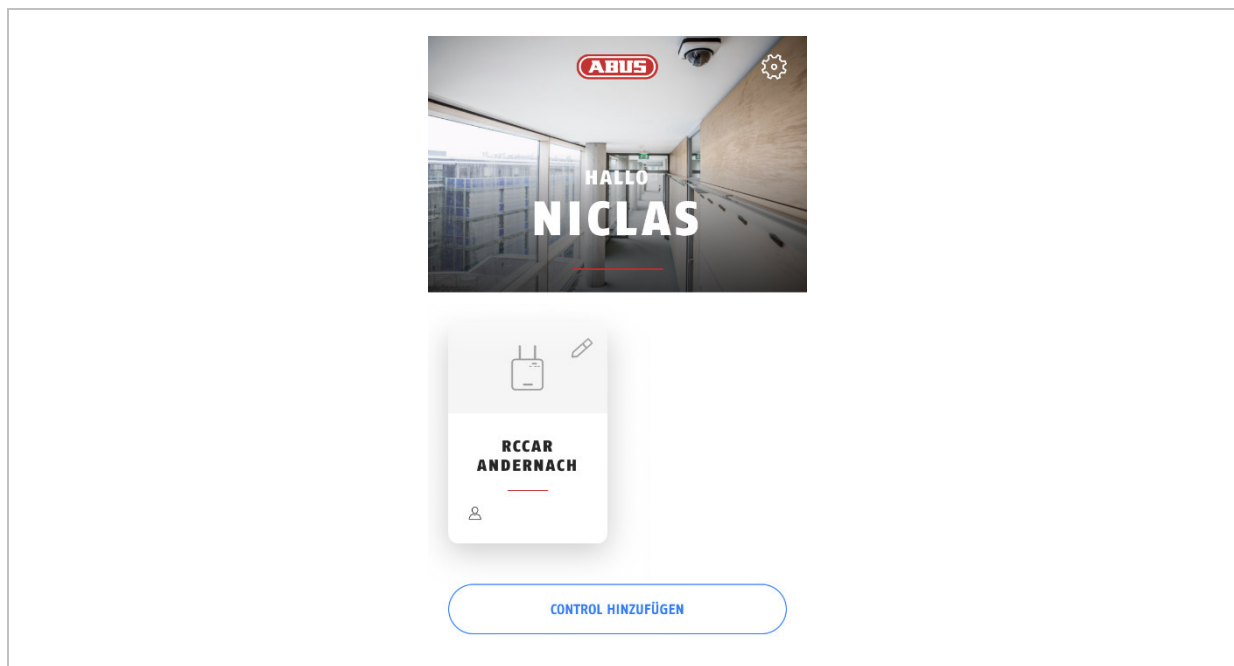 ABUS
HALLO
NICLAS
RCCAR
ANDERNACH
CONTROL HINZUFÜGEN